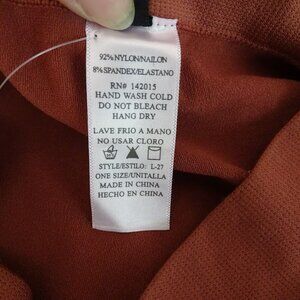 92% NYLON/NAILON
8% SPANDEX/ELASTANO
RN# 142015
HAND WASH COLD
DO NOT BLEACH
HANG DRY
LAVE FRIO A MANO
NO USAR CLORO
STYLE/ESTILO: L-27
ONE SIZE/UNITALLA
MADE IN CHINA
HECHO EN CHINA